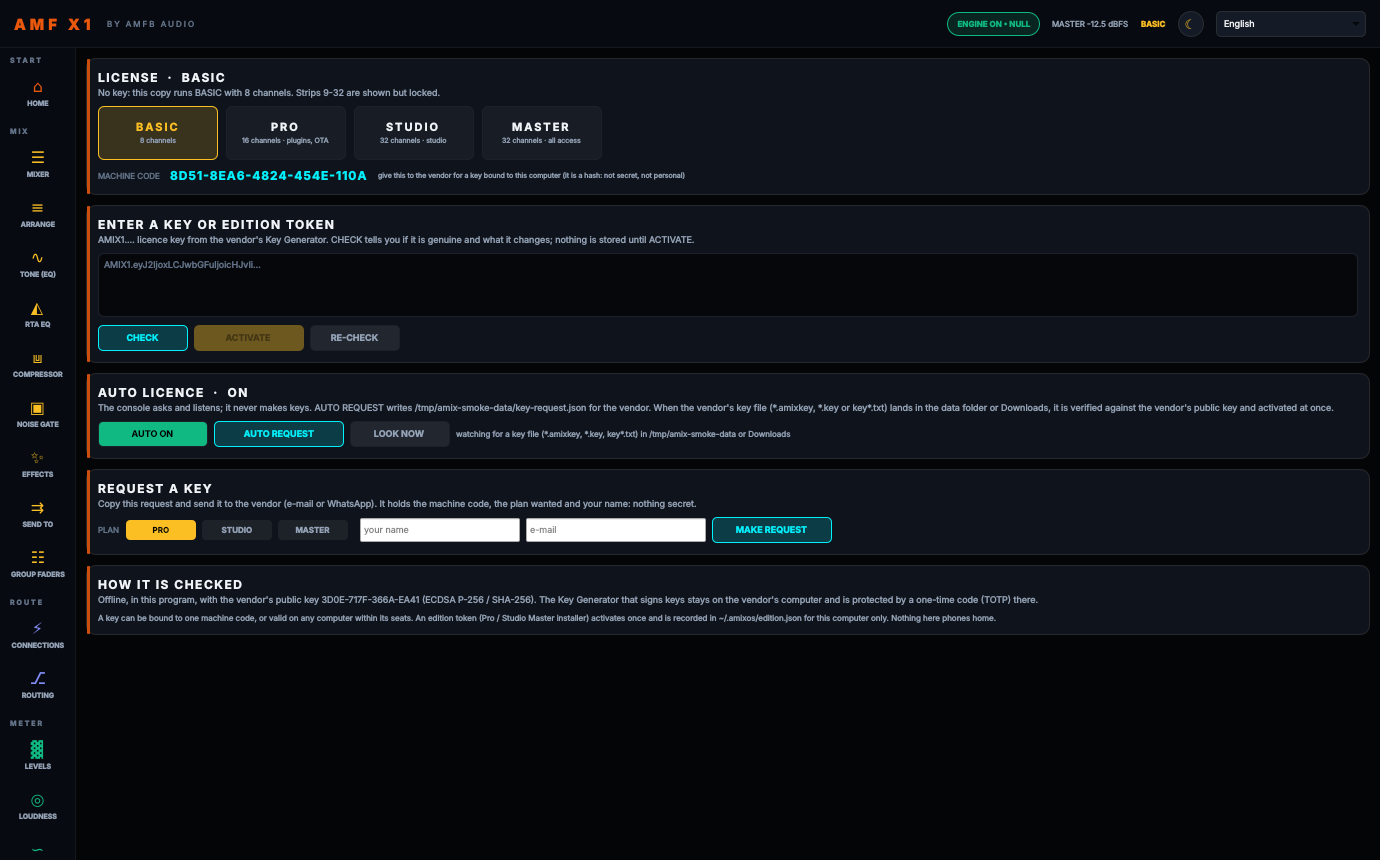 AMF X1 BY AMFB AUDIO
ENGINE ON • NULL MASTER -12.5 dBFS BASIC English
START
HOME
MIX
MIXER
ARRANGE
TONE (EQ)
RTA EQ
COMPRESSOR
NOISE GATE
EFFECTS
SEND TO
GROUP FADERS
ROUTE
CONNECTIONS
ROUTING
METER
LEVELS
LOUDNESS
LICENSE · BASIC
No key: this copy runs BASIC with 8 channels. Strips 9-32 are shown but locked.
BASIC PRO STUDIO MASTER
8 channels 16 channels · plugins, OTA 32 channels · studio 32 channels · all access
MACHINE CODE 8D51-8EA6-4824-454E-110A give this to the vendor for a key bound to this computer (it is a hash: not secret, not personal)
ENTER A KEY OR EDITION TOKEN
AMIX1.... licence key from the vendor's Key Generator. CHECK tells you if it is genuine and what it changes; nothing is stored until ACTIVATE.
CHECK ACTIVATE RE-CHECK
AUTO LICENCE · ON
The console asks and listens; it never makes keys. AUTO REQUEST writes /tmp/amix-smoke-data/key-request.json for the vendor. When the vendor's key file (*.amixkey, *.key or key*.txt) lands in the data folder or Downloads, it is verified against the vendor's public key and activated at once.
AUTO ON AUTO REQUEST LOOK NOW watching for a key file (*.amixkey, *.key, key*.txt) in /tmp/amix-smoke-data or Downloads
REQUEST A KEY
Copy this request and send it to the vendor (e-mail or WhatsApp). It holds the machine code, the plan wanted and your name: nothing secret.
PLAN PRO STUDIO MASTER your name e-mail MAKE REQUEST
HOW IT IS CHECKED
Offline, in this program, with the vendor's public key 3D0E-717F-366A-EA41 (ECDSA P-256 / SHA-256). The Key Generator that signs keys stays on the vendor's computer and is protected by a one-time code (TOTP) there.
A key can be bound to one machine code, or valid on any computer within its seats. An edition token (Pro / Studio Master installer) activates once and is recorded in ~/.amixos/edition.json for this computer only. Nothing here phones home.